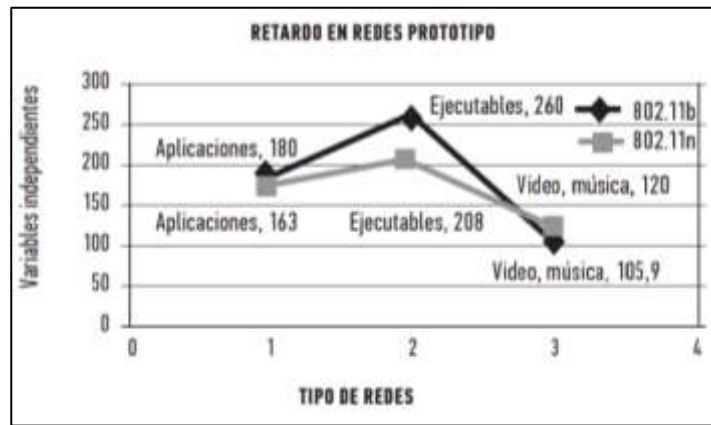 RETARDO EN REDES PROTOTIPO
Variables independientes
300
250
200
150
100
50
0
Aplicaciones, 180
Ejecutables, 260
802.11b
802.11n
Aplicaciones, 163
Ejecutables, 208
Video, música, 120
Video, música, 105,9
0
1
2
3
4
TIPO DE REDES